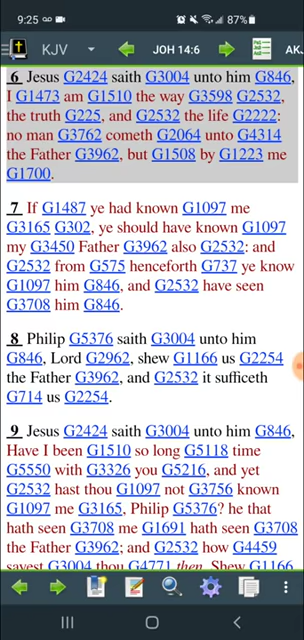 9:25
87%
KJV JOH 14:6 AK.
6 Jesus G2424 saith G3004 unto him G846,
I G1473 am G1510 the way G3598 G2532,
the truth G225, and G2532 the life G2222:
no man G3762 cometh G2064 unto G4314
the Father G3962, but G1508 by G1223 me
G1700.
7 If G1487 ye had known G1097 me
G3165 G302, ye should have known G1097
my G3450 Father G3962 also G2532: and
G2532 from G575 henceforth G737 ye know
G1097 him G846, and G2532 have seen
G3708 him G846.
8 Philip G5376 saith G3004 unto him
G846, Lord G2962, shew G1166 us G2254
the Father G3962, and G2532 it sufficeth
G714 us G2254.
9 Jesus G2424 saith G3004 unto him G846,
Have I been G1510 so long G5118 time
G5550 with G3326 you G5216, and yet
G2532 hast thou G1097 not G3756 known
G1097 me G3165, Philip G5376? he that
hath seen G3708 me G1691 hath seen G3708
the Father G3962; and G2532 how G4459
sayest G3004 thou G4771 then, Shew G1166